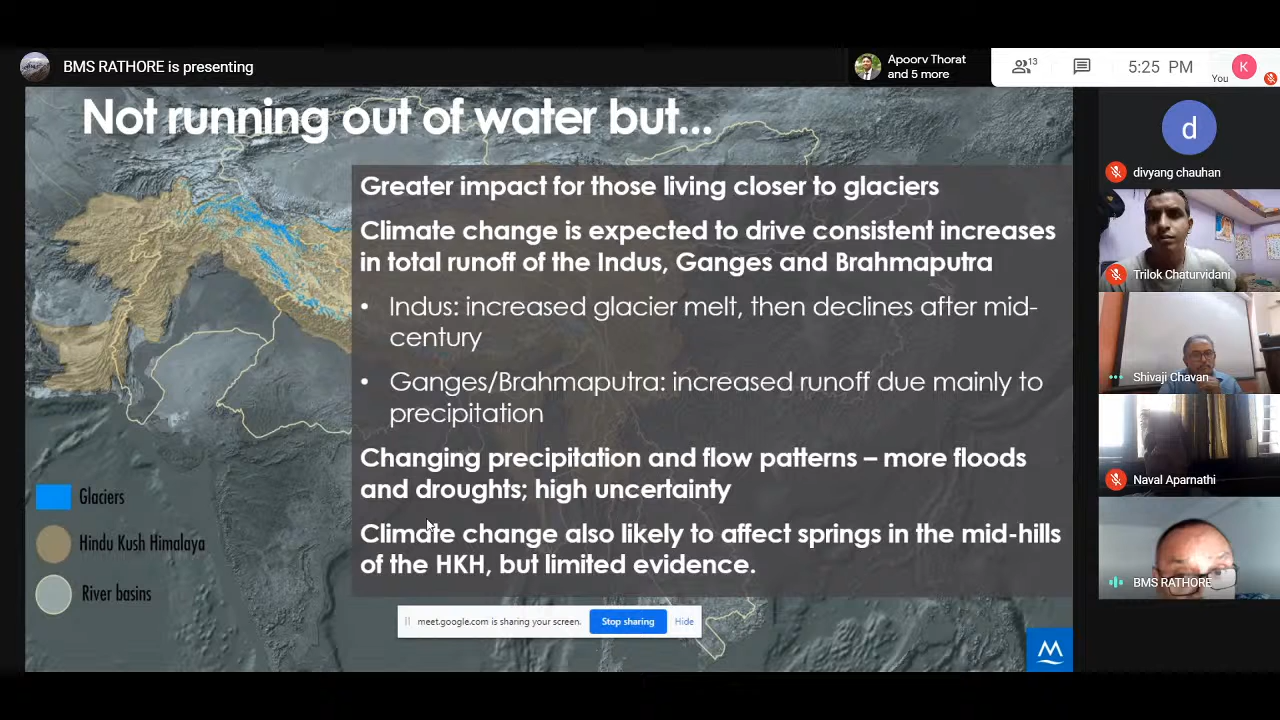 BMS RATHORE is presenting
Apoorv Thorat
and 5 more
13
5:25 PM
You
K
Not running out of water but...
Greater impact for those living closer to glaciers
Climate change is expected to drive consistent increases
in total runoff of the Indus, Ganges and Brahmaputra
• Indus: increased glacier melt, then declines after mid-
century
• Ganges/Brahmaputra: increased runoff due mainly to
precipitation
Changing precipitation and flow patterns – more floods
and droughts; high uncertainty
Climate change also likely to affect springs in the mid-hills
of the HKH, but limited evidence.
Glaciers
Hindu Kush Himalaya
River basins
meet.google.com is sharing your screen.
Stop sharing
Hide
d
divyang chauhan
Trilok Chaturvidani
Shivaji Chavan
Naval Aparnathi
BMS RATHORE